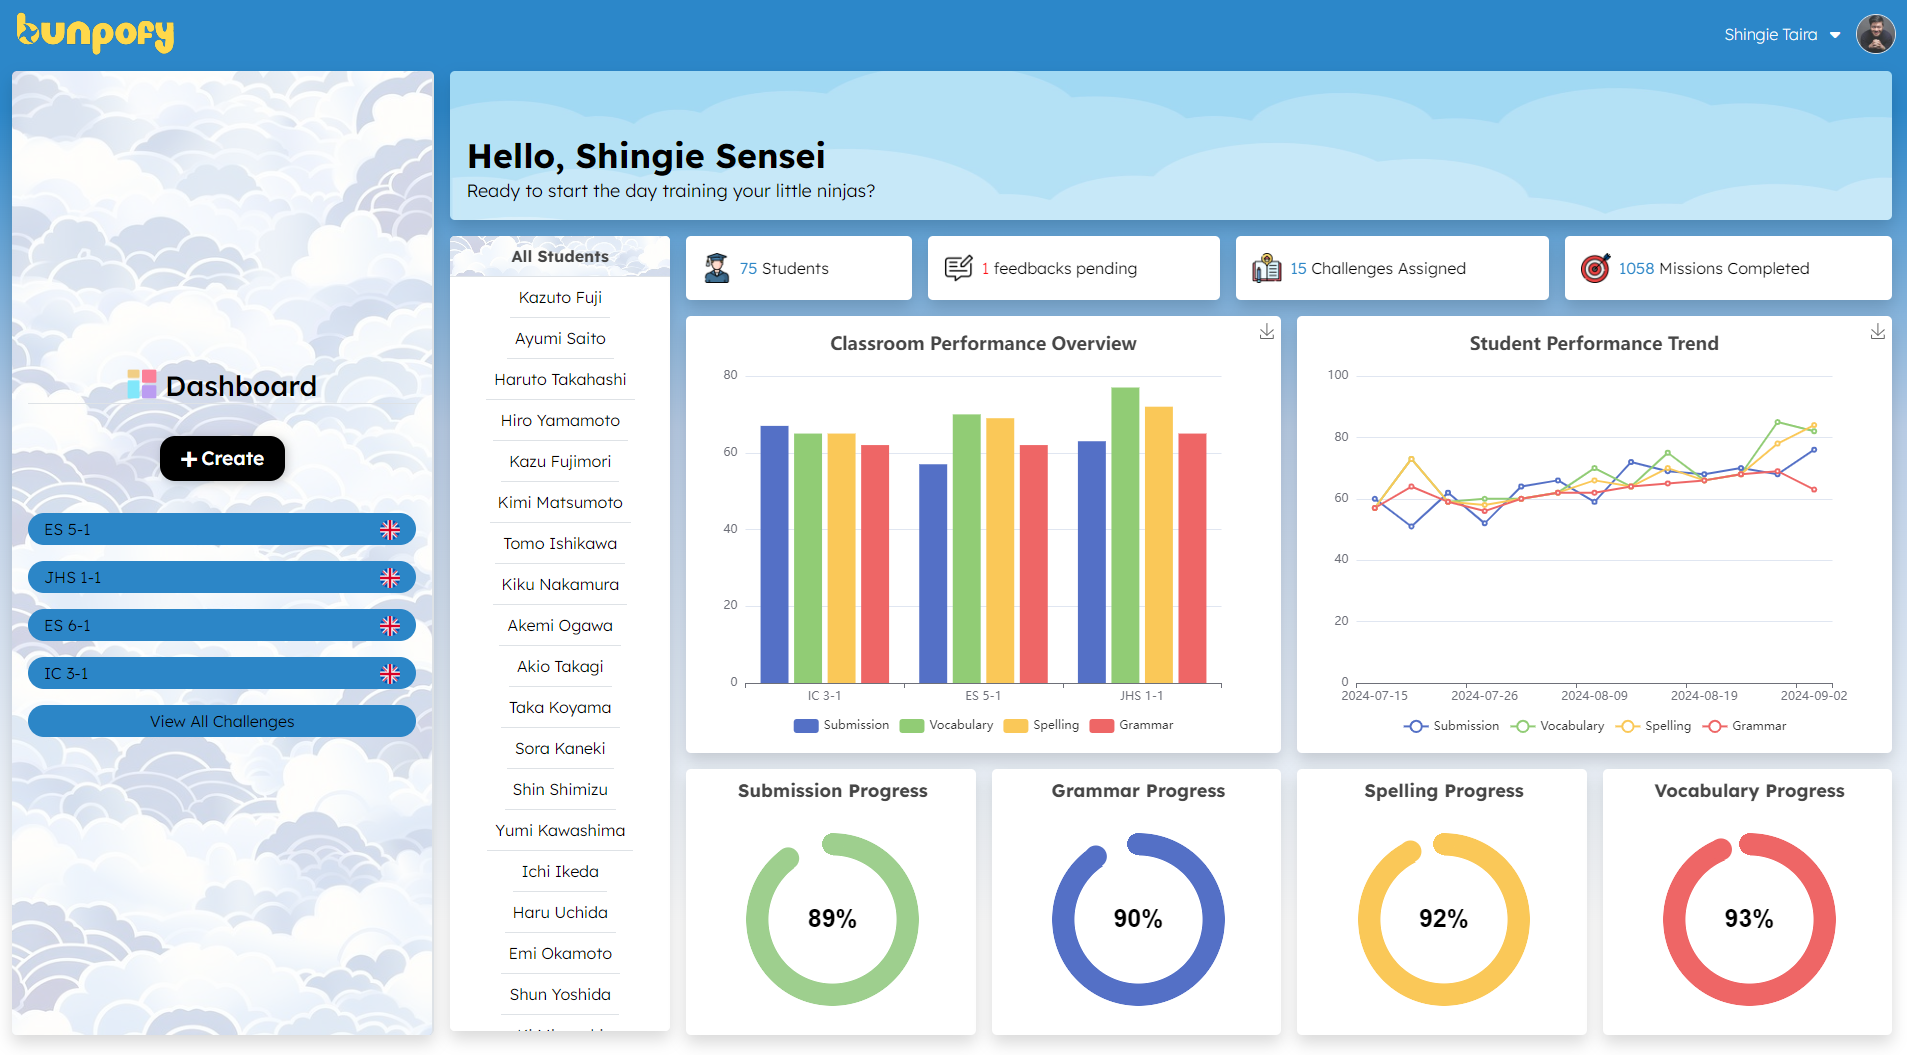 bunpofy
Shingie Taira
Hello, Shingie Sensei
Ready to start the day training your little ninjas?
Dashboard
+ Create
ES 5-1
JHS 1-1
ES 6-1
IC 3-1
View All Challenges
All Students
Kazuto Fuji
Ayumi Saito
Haruto Takahashi
Hiro Yamamoto
Kazu Fujimori
Kimi Matsumoto
Tomo Ishikawa
Kiku Nakamura
Akemi Ogawa
Akio Takagi
Taka Koyama
Sora Kaneki
Shin Shimizu
Yumi Kawashima
Ichi Ikeda
Haru Uchida
Emi Okamoto
Shun Yoshida
75 Students
1 feedbacks pending
15 Challenges Assigned
1058 Missions Completed
Classroom Performance Overview
80
60
40
20
0
IC 3-1
ES 5-1
JHS 1-1
Submission Vocabulary Spelling Grammar
Student Performance Trend
100
80
60
40
20
0
2024-07-15
2024-07-26
2024-08-09
2024-08-19
2024-09-02
Submission Vocabulary Spelling Grammar
Submission Progress
89%
Grammar Progress
90%
Spelling Progress
92%
Vocabulary Progress
93%